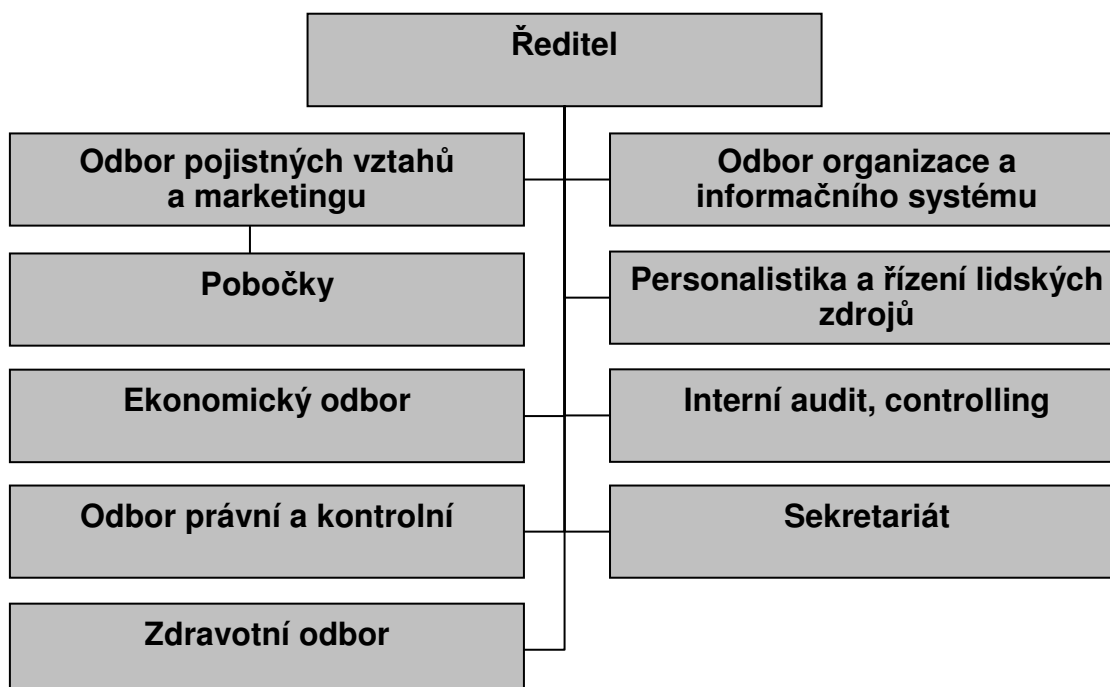 Ředitel
Odbor pojistných vztahů
a marketingu
Odbor organizace a
informačního systému
Pobočky
Personalistika a řízení lidských
zdrojů
Ekonomický odbor
Interní audit, controlling
Odbor právní a kontrolní
Sekretariát
Zdravotní odbor